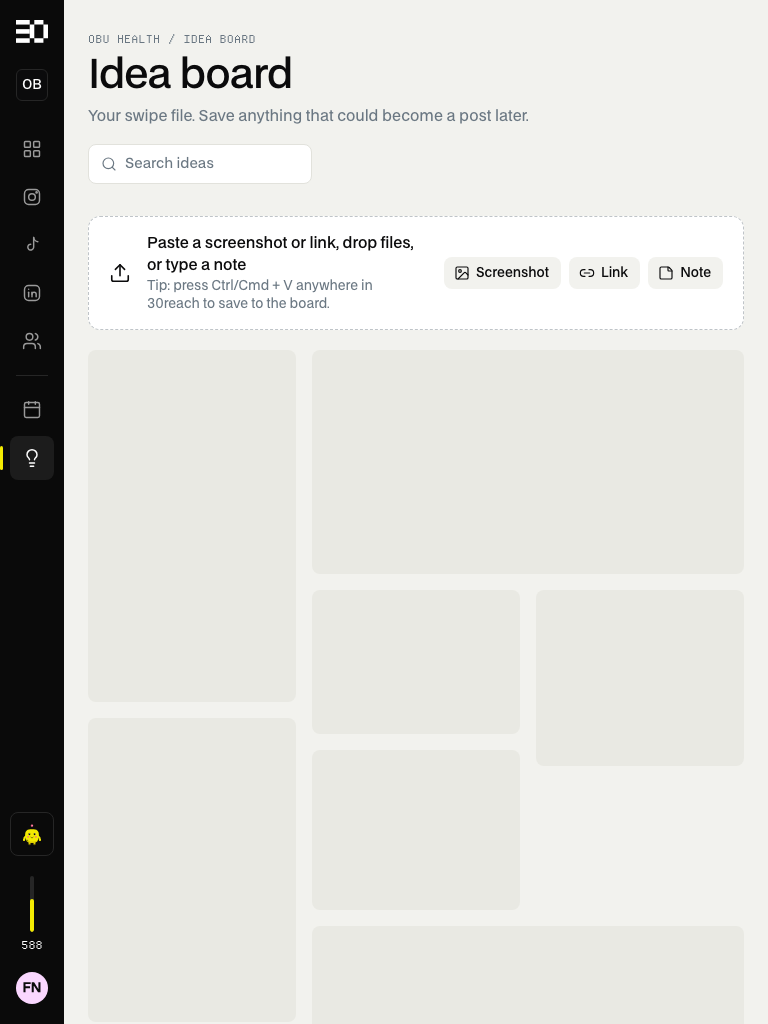 30
OB
OBU HEALTH / IDEA BOARD
Idea board
Your swipe file. Save anything that could become a post later.
Search ideas
Paste a screenshot or link, drop files,
or type a note
Tip: press Ctrl/Cmd + V anywhere in
30reach to save to the board.
Screenshot
Link
Note
588
FN